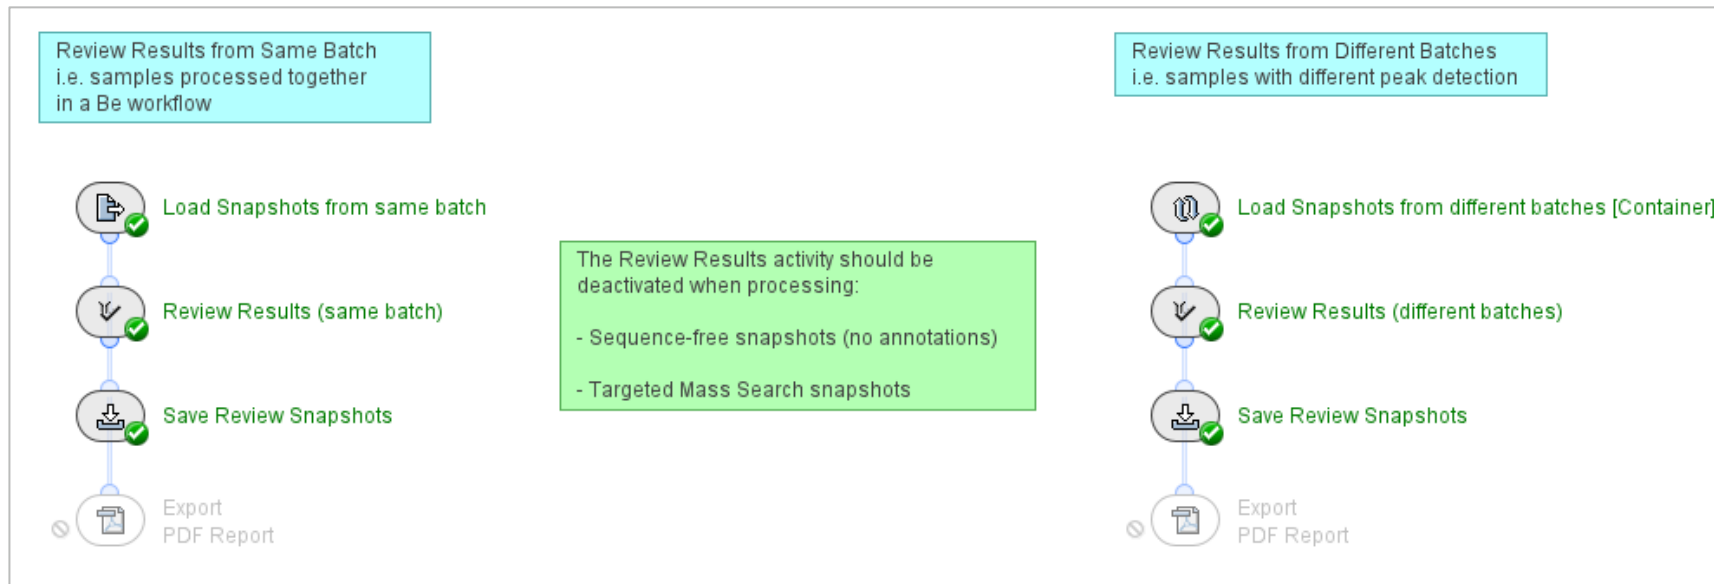 Review Results from Same Batch
i.e. samples processed together
in a Be workflow
Review Results from Different Batches
i.e. samples with different peak detection
Load Snapshots from same batch
Load Snapshots from different batches [Container]
The Review Results activity should be
deactivated when processing:
- Sequence-free snapshots (no annotations)
- Targeted Mass Search snapshots
Review Results (same batch)
Review Results (different batches)
Save Review Snapshots
Save Review Snapshots
Export
PDF Report
Export
PDF Report